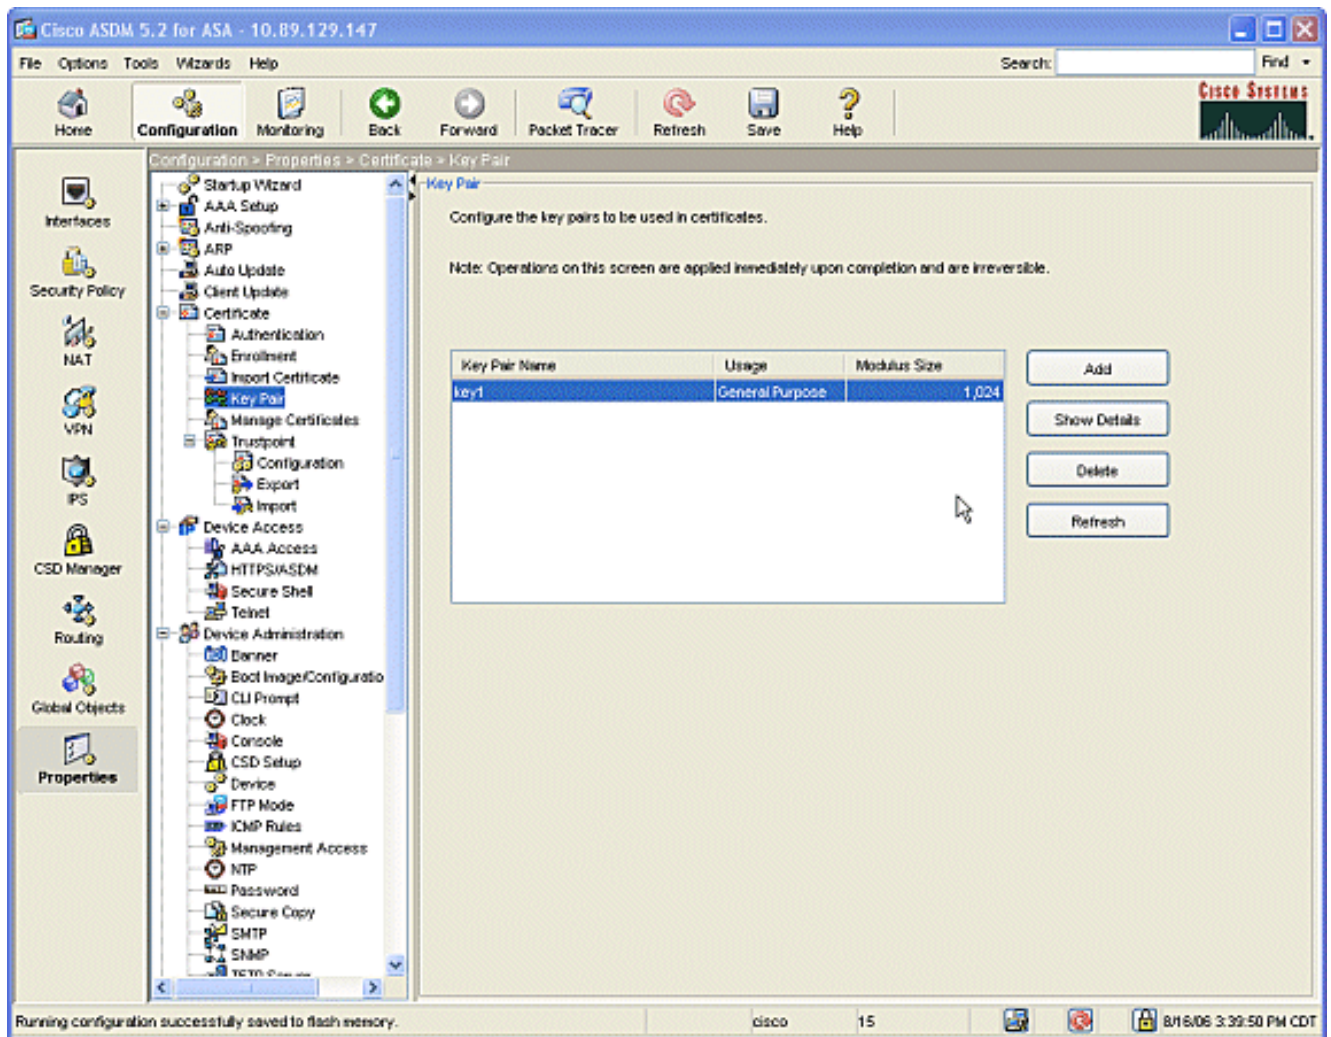 Cisco ASDM 5.2 for ASA - 10.89.129.147
File Options Tools Wizards Help Search: Find
Home Configuration Monitoring Back Forward Packet Tracer Refresh Save Help
Cisco Systems
Configuration > Properties > Certificate > Key Pair
Interfaces
Security Policy
NAT
VPN
IPS
CSD Manager
Routing
Global Objects
Properties
Startup Wizard
AAA Setup
Anti-Spoofing
ARP
Auto Update
Client Update
Certificate
Authentication
Enrollment
Import Certificate
Key Pair
Manage Certificates
Trustpoint
Configuration
Export
Import
Device Access
AAA Access
HTTPS/ASDM
Secure Shell
Telnet
Device Administration
Banner
Boot Image/Configuratio
CLI Prompt
Clock
Console
CSD Setup
Device
FTP Mode
ICMP Rules
Management Access
NTP
Password
Secure Copy
SMTP
SNMP
Key Pair
Configure the key pairs to be used in certificates.
Note: Operations on this screen are applied immediately upon completion and are irreversible.
Key Pair Name Usage Modulus Size
key1 General Purpose 1,024
Add
Show Details
Delete
Refresh
Running configuration successfully saved to flash memory. cisco 15 8/16/06 3:39:50 PM CDT